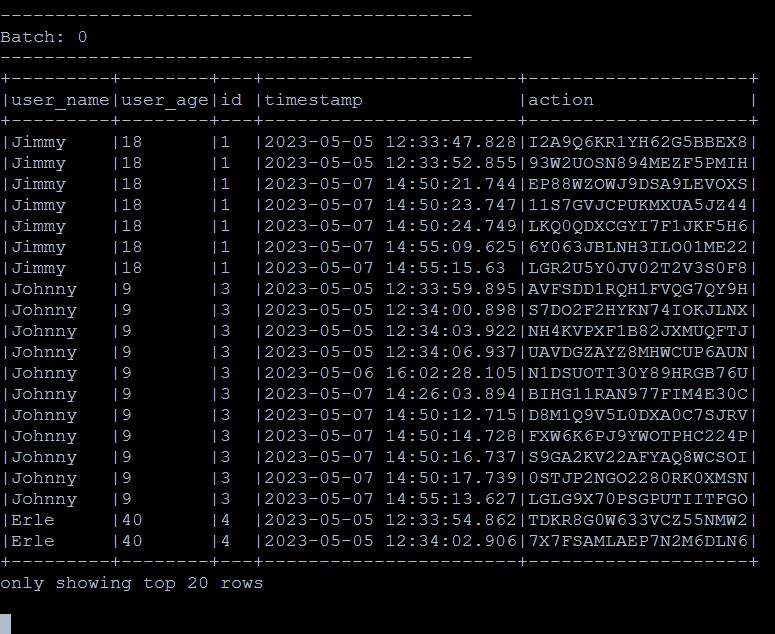 -------------------------------------------
Batch: 0
-------------------------------------------
+---------+--------+---+-----------------------+--------------------+
|user_name|user_age|id |timestamp              |action              |
+---------+--------+---+-----------------------+--------------------+
|Jimmy    |18      |1  |2023-05-05 12:33:47.828|I2A9Q6KR1YH62G5BBEX8|
|Jimmy    |18      |1  |2023-05-05 12:33:52.855|93W2UOSN894MEZF5PMIH|
|Jimmy    |18      |1  |2023-05-07 14:50:21.744|EP88WZOWJ9DSA9LEVOXS|
|Jimmy    |18      |1  |2023-05-07 14:50:23.747|11S7GVJCPUKMXUA5JZ44|
|Jimmy    |18      |1  |2023-05-07 14:50:24.749|LKQ0QDXCGYI7F1JKF5H6|
|Jimmy    |18      |1  |2023-05-07 14:55:09.625|6Y063JBLNH3ILO01ME22|
|Jimmy    |18      |1  |2023-05-07 14:55:15.63 |LGR2U5Y0JV02T2V3S0F8|
|Johnny   |9       |3  |2023-05-05 12:33:59.895|AVFSDD1RQH1FVQG7QY9H|
|Johnny   |9       |3  |2023-05-05 12:34:00.898|S7DO2F2HYKN74IOKJLNX|
|Johnny   |9       |3  |2023-05-05 12:34:03.922|NH4KVPXF1B82JXMUQFTJ|
|Johnny   |9       |3  |2023-05-05 12:34:06.937|UAVDGZAYZ8MHWCUP6AUN|
|Johnny   |9       |3  |2023-05-06 16:02:28.105|N1DSUOTI30Y89HRGB76U|
|Johnny   |9       |3  |2023-05-07 14:26:03.894|BIHG11RAN977FIM4E30C|
|Johnny   |9       |3  |2023-05-07 14:50:12.715|D8M1Q9V5L0DXA0C7SJRV|
|Johnny   |9       |3  |2023-05-07 14:50:14.728|FXW6K6PJ9YWOTPHC224P|
|Johnny   |9       |3  |2023-05-07 14:50:16.737|S9GA2KV22AFYAQ8WCSOI|
|Johnny   |9       |3  |2023-05-07 14:50:17.739|0STJP2NGO2280RK0XMSN|
|Johnny   |9       |3  |2023-05-07 14:55:13.627|LGLG9X70PSGPUTIITFGO|
|Erle     |40      |4  |2023-05-05 12:33:54.862|TDKR8G0W633VCZ55NMW2|
|Erle     |40      |4  |2023-05-05 12:34:02.906|7X7FSAMLAEP7N2M6DLN6|
+---------+--------+---+-----------------------+--------------------+
only showing top 20 rows